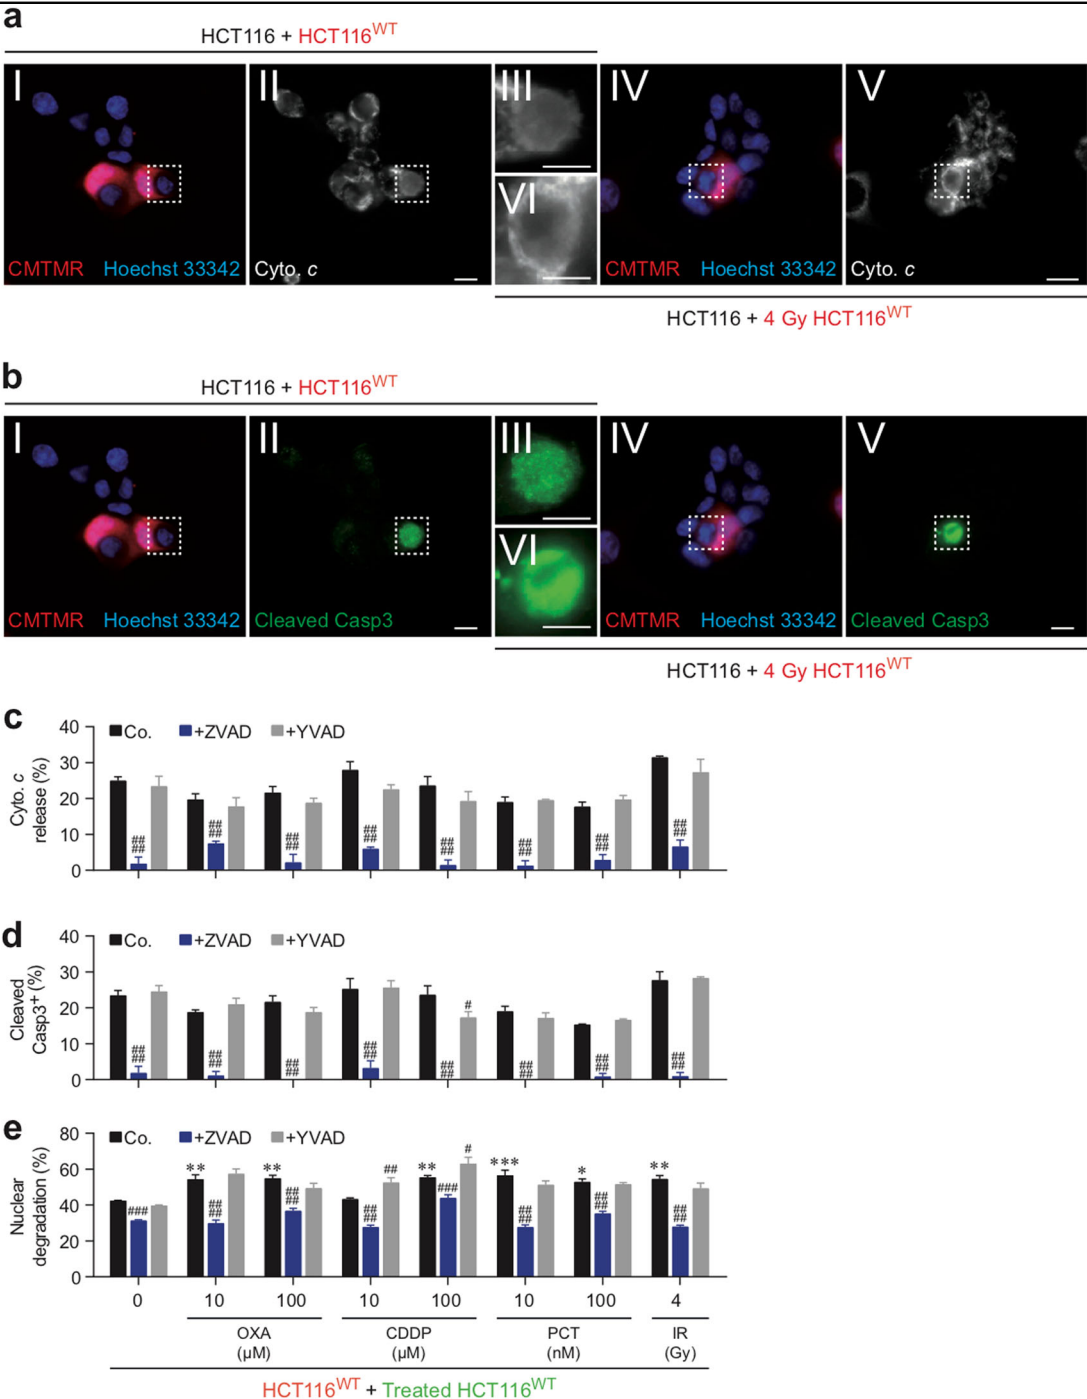 a
HCT116 + HCT116WT
I
II
III
IV
V
VI
CMTMR Hoechst 33342
Cyto. c
CMTMR Hoechst 33342
Cyto. c
HCT116 + 4 Gy HCT116WT
b
HCT116 + HCT116WT
I
II
III
IV
V
VI
CMTMR Hoechst 33342
Cleaved Casp3
CMTMR Hoechst 33342
Cleaved Casp3
HCT116 + 4 Gy HCT116WT
c
Co. +ZVAD +YVAD
Cyto. c
release (%)
40
30
20
10
0
## ## ## ## ## ## ## ##
## ## ## ## ## ## ## ##
d
Co. +ZVAD +YVAD
Cleaved
Casp3+ (%)
40
30
20
10
0
#
## ## ## ## ## ## ## ##
## ## ## ## ## ## ## ##
e
Co. +ZVAD +YVAD
Nuclear
degradation (%)
80
60
40
20
0
** ** ## ** # *** * **
### ## ## ## ### ## ## ##
## ## ## ## ## ##
0 10 100 10 100 10 100 4
OXA CDDP PCT IR
(µM) (µM) (nM) (Gy)
HCT116WT + Treated HCT116WT